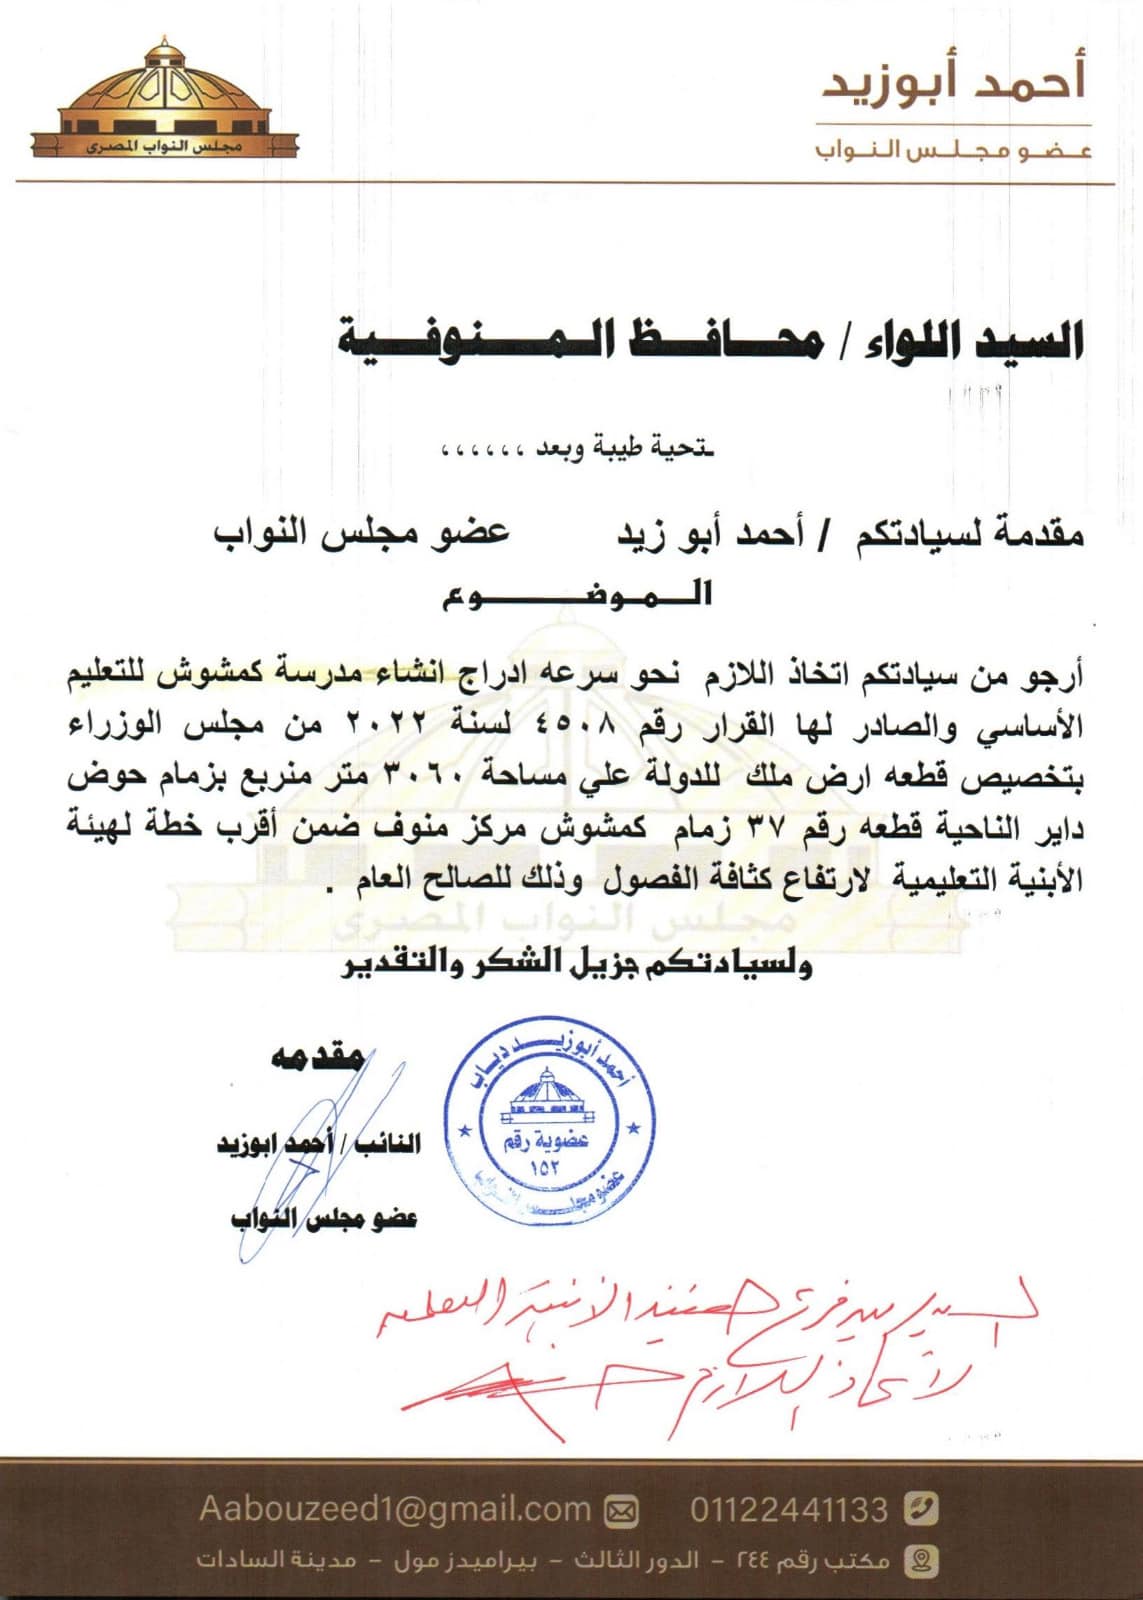 أحمد أبوزيد
عضو مجلس النواب
مجلس النواب المصرى
السيد اللواء / محافظ المنوفية
تحية طيبة وبعد ،،،،،،
مقدمة لسيادتكم / أحمد أبو زيد عضو مجلس النواب
الموضوع
أرجو من سيادتكم اتخاذ اللازم نحو سرعه ادراج انشاء مدرسة كمشوش للتعليم
الأساسي والصادر لها القرار رقم ٤٥٠٨ لسنة ٢٠٢٢ من مجلس الوزراء
بتخصيص قطعه ارض ملك للدولة علي مساحة ٣٠٦٠ متر منربع بزمام حوض
داير الناحية قطعه رقم ٣٧ زمام كمشوش مركز منوف ضمن أقرب خطة لهيئة
الأبنية التعليمية لارتفاع كثافة الفصول وذلك للصالح العام .
مجلس النواب المصرى
ولسيادتكم جزيل الشكر والتقدير
مقدمه
النائب / أحمد ابوزيد
عضو مجلس النواب
أحمد أبوزيد دياب
عضوية رقم
١٥٢
عضو مجلس النواب
السيد مدير فرع هيئة الأبنية التعليمية
لاتخاذ اللازم
01122441133
Aabouzeed1@gmail.com
مكتب رقم ٢٤٤ - الدور الثالث - بيراميدز مول - مدينة السادات